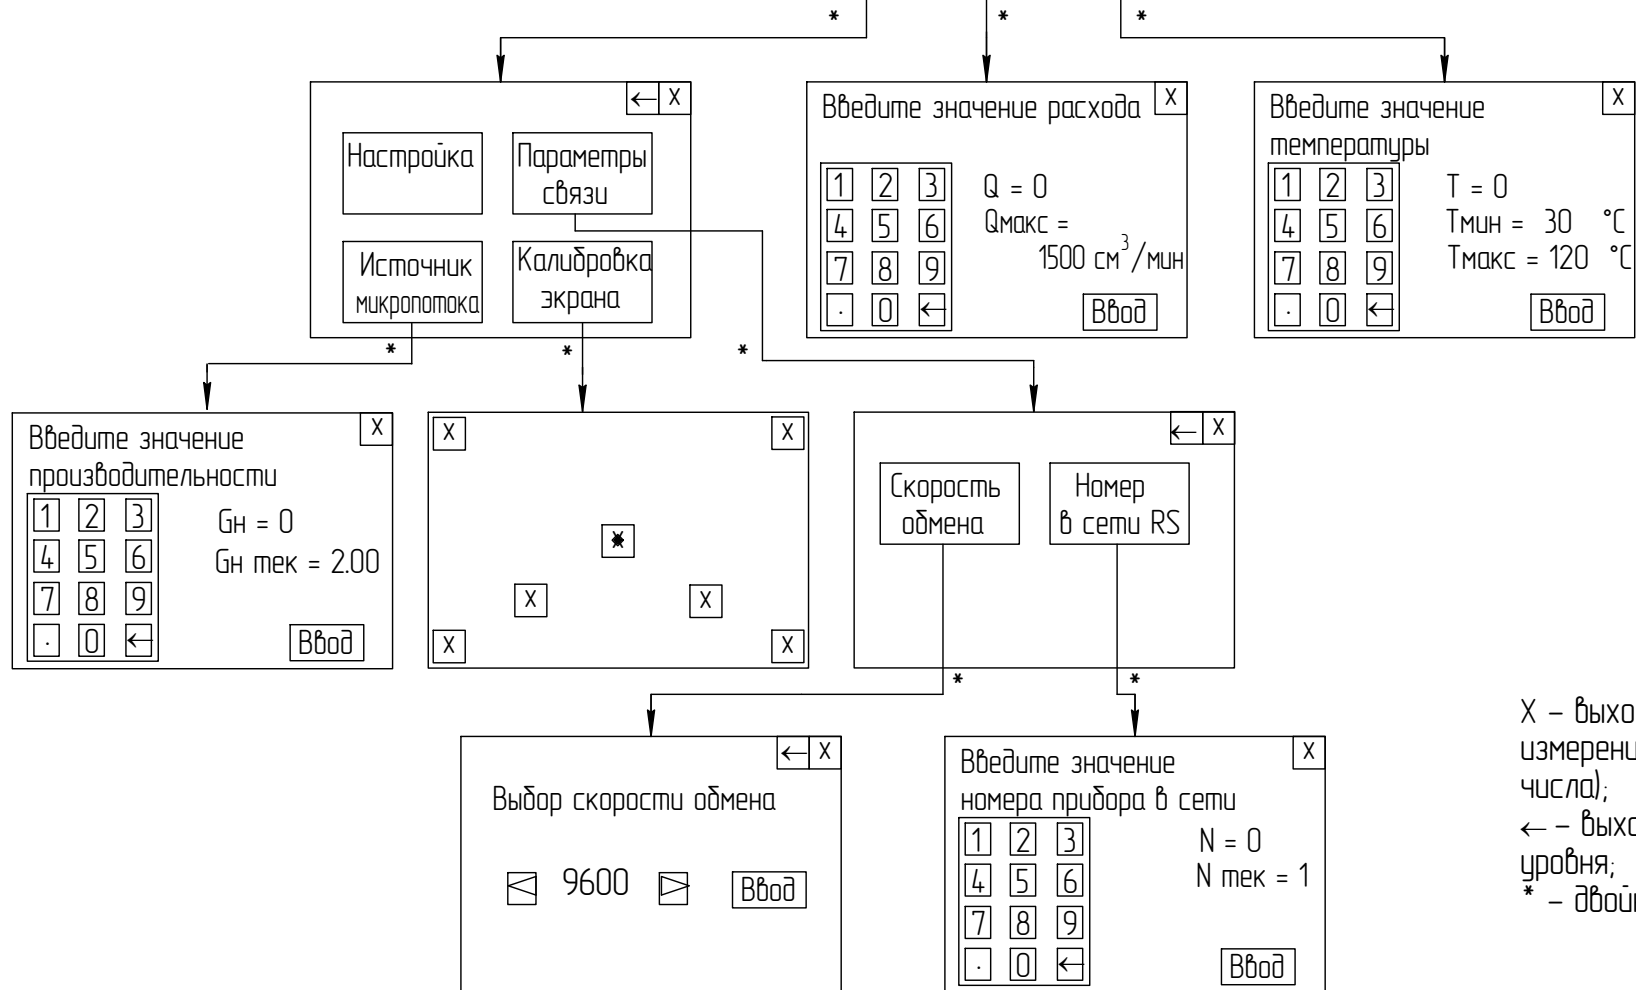 * * *
← X
Настройка
Параметры
связи
Источник
микропотока
Калибровка
экрана
Введите значение расхода X
1 2 3
4 5 6
7 8 9
. 0 ←
Q = 0
Qмакс =
1500 см³/мин
Ввод
Введите значение X
температуры
1 2 3
4 5 6
7 8 9
. 0 ←
T = 0
Tмин = 30 °C
Tмакс = 120 °C
Ввод
* * *
Введите значение X
производительности
1 2 3
4 5 6
7 8 9
. 0 ←
Gн = 0
Gн тек = 2.00
Ввод
X X
X X
X X
← X
Скорость
обмена
Номер
в сети RS
* *
← X
Выбор скорости обмена
9600
Ввод
Введите значение X
номера прибора в сети
1 2 3
4 5 6
7 8 9
. 0 ←
N = 0
N тек = 1
Ввод
X –
числа);
← –
уровня;
* –